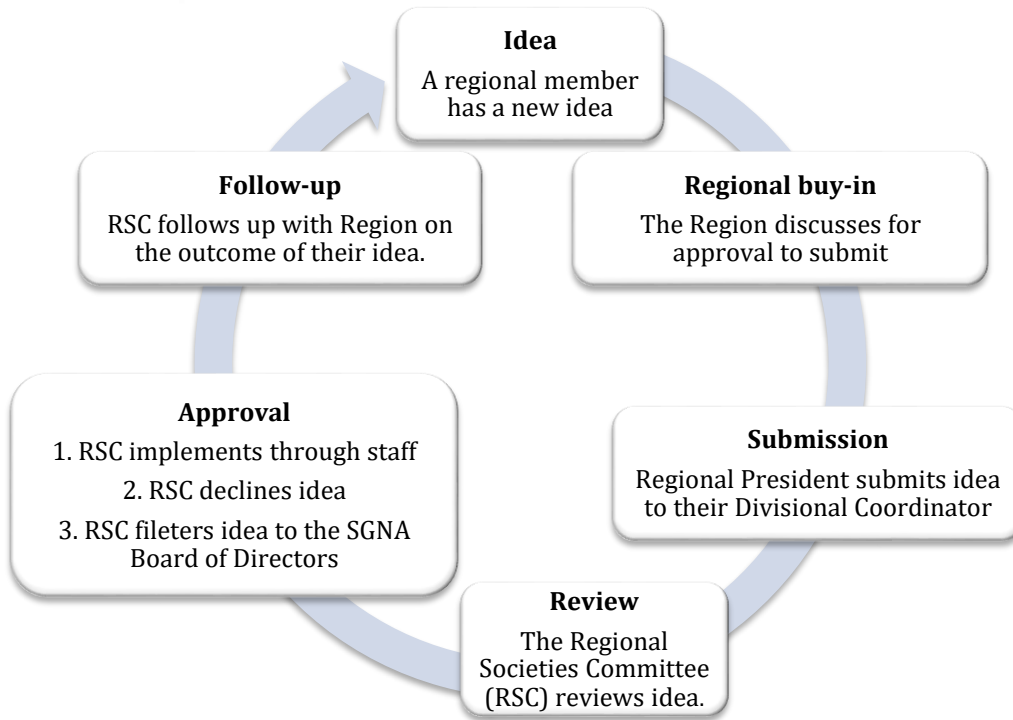 Idea
A regional member
has a new idea
Regional buy-in
The Region discusses for
approval to submit
Submission
Regional President submits idea
to their Divisional Coordinator
Review
The Regional
Societies Committee
(RSC) reviews idea.
Approval
1. RSC implements through staff
2. RSC declines idea
3. RSC fileters idea to the SGNA
Board of Directors
Follow-up
RSC follows up with Region on
the outcome of their idea.